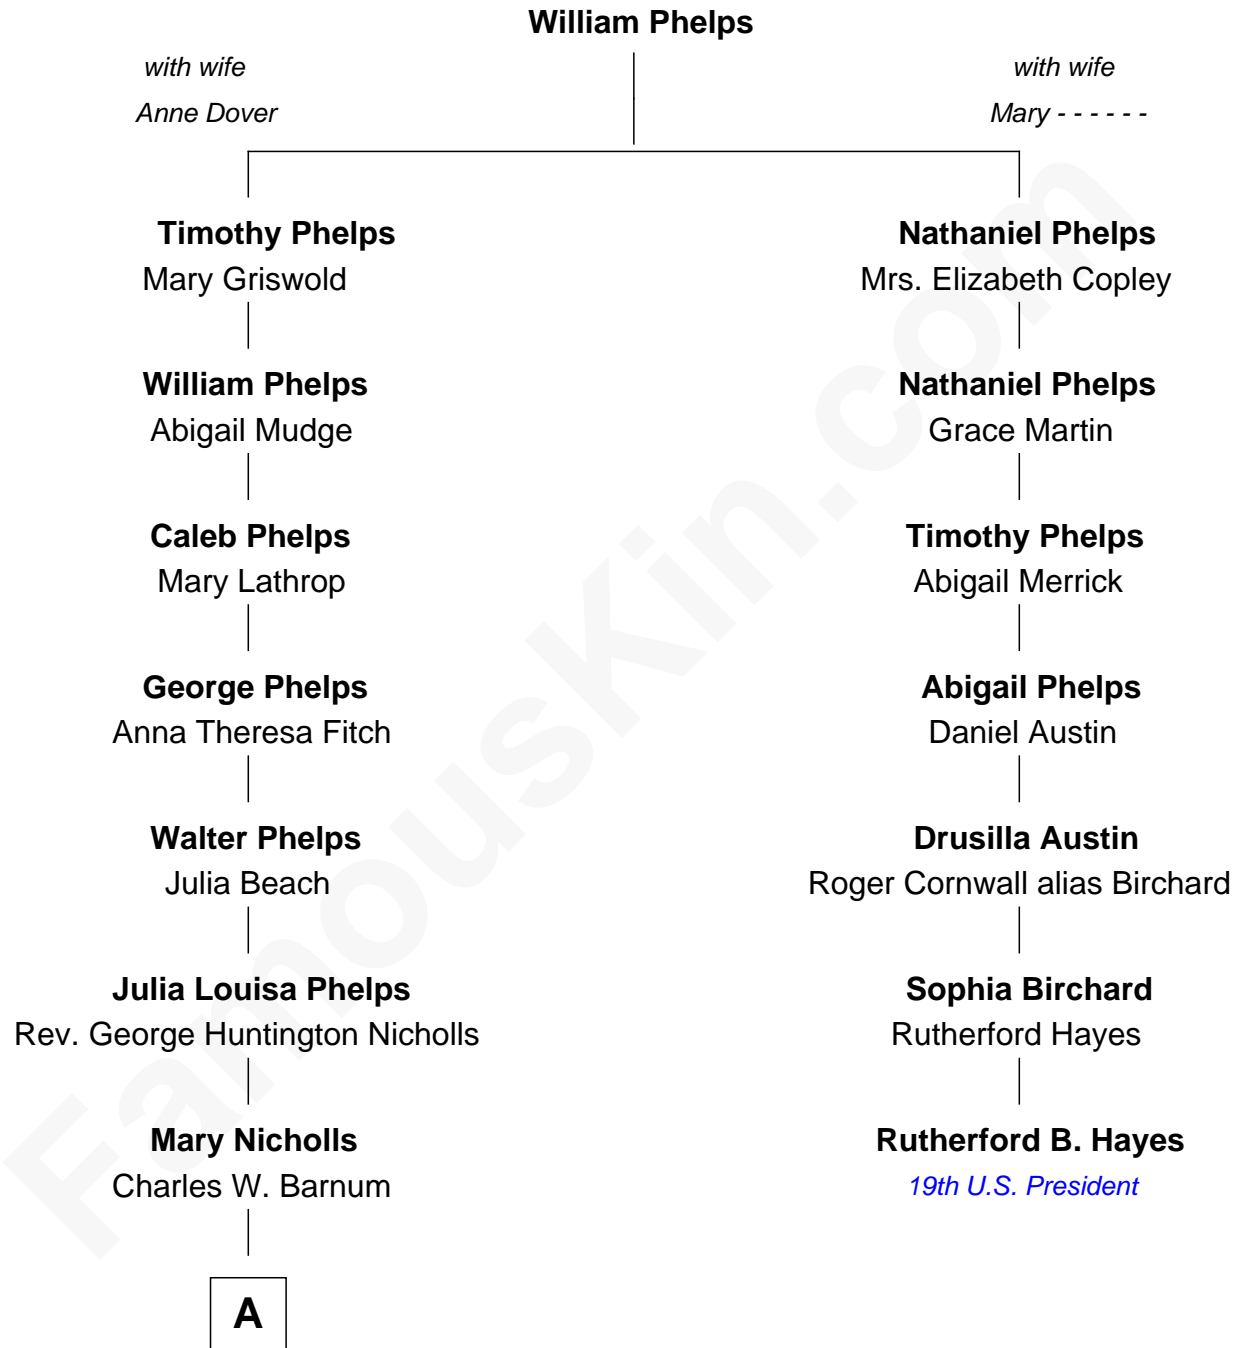 William Phelps
with wife
Anne Dover
with wife
Mary - - - - - -
Timothy Phelps
Mary Griswold
Nathaniel Phelps
Mrs. Elizabeth Copley
William Phelps
Abigail Mudge
Nathaniel Phelps
Grace Martin
Caleb Phelps
Mary Lathrop
Timothy Phelps
Abigail Merrick
George Phelps
Anna Theresa Fitch
Abigail Phelps
Daniel Austin
Walter Phelps
Julia Beach
Drusilla Austin
Roger Cornwall alias Birchard
Julia Louisa Phelps
Rev. George Huntington Nicholls
Sophia Birchard
Rutherford Hayes
Mary Nicholls
Charles W. Barnum
Rutherford B. Hayes
19th U.S. President
A
FamousKin.com